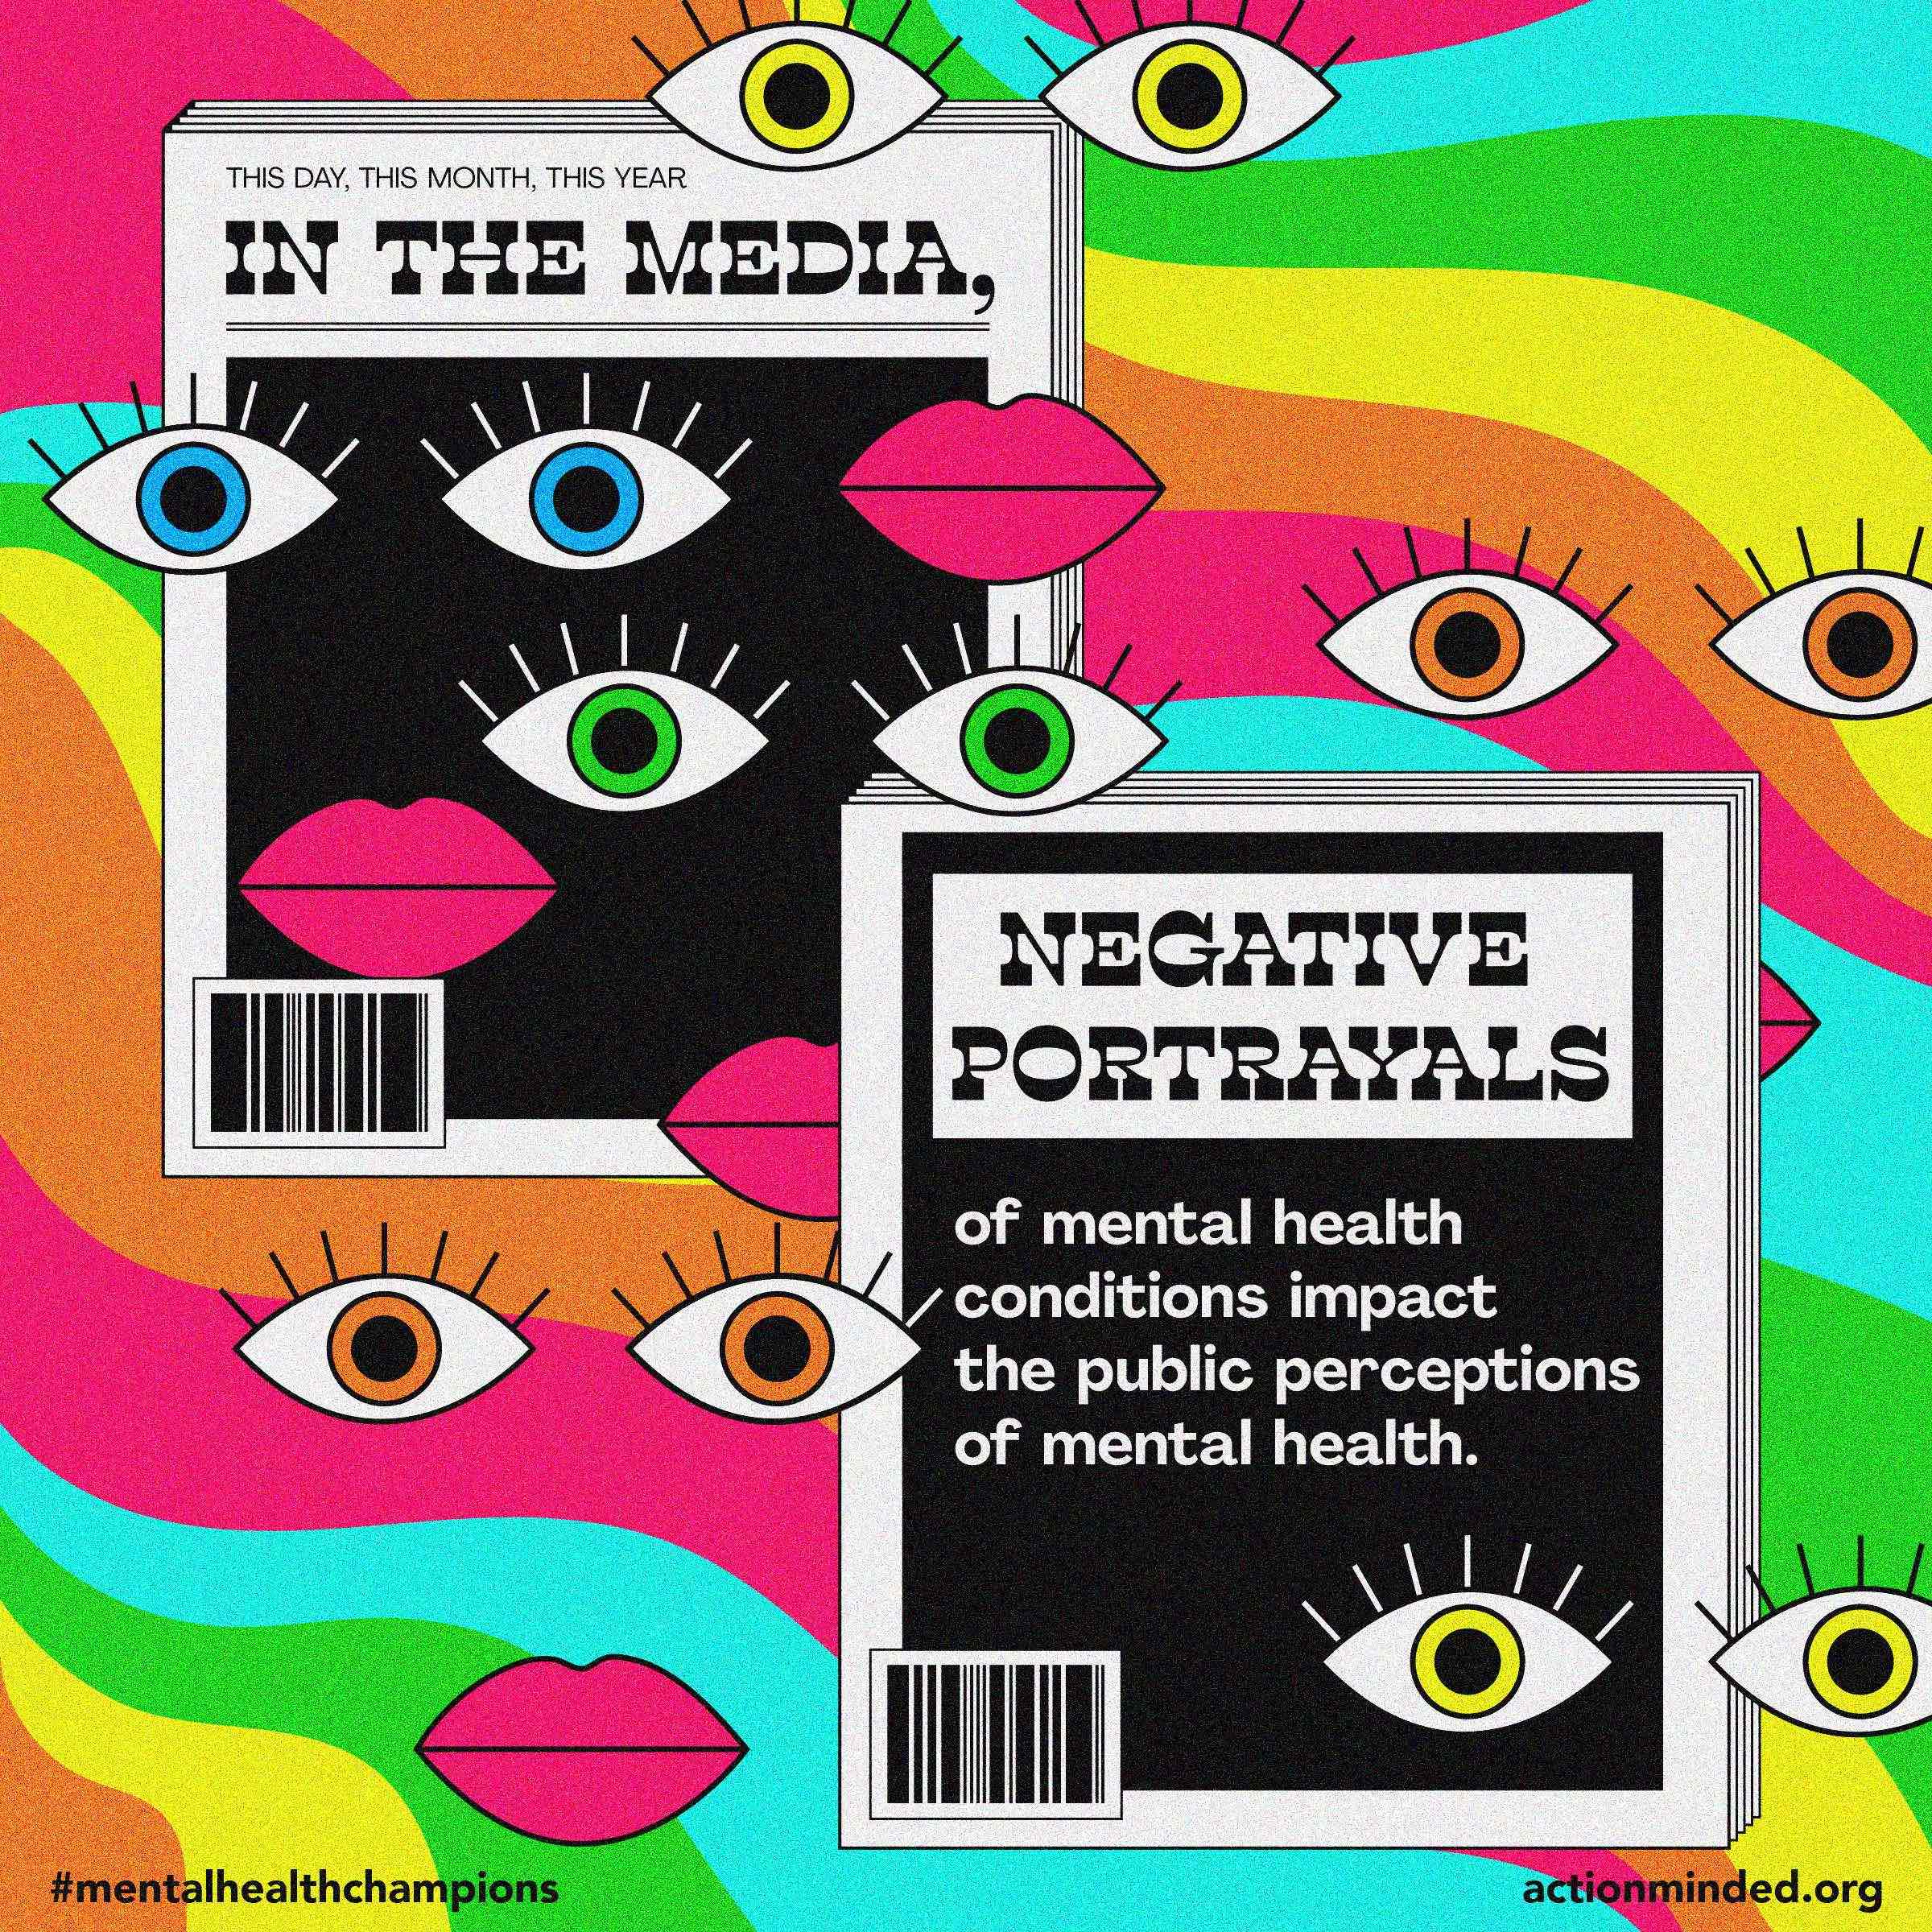 THIS DAY, THIS MONTH, THIS YEAR
IN THE MEDIA,
NEGATIVE
PORTRAYALS
of mental health
conditions impact
the public perceptions
of mental health.
#mentalhealthchampions
actionminded.org